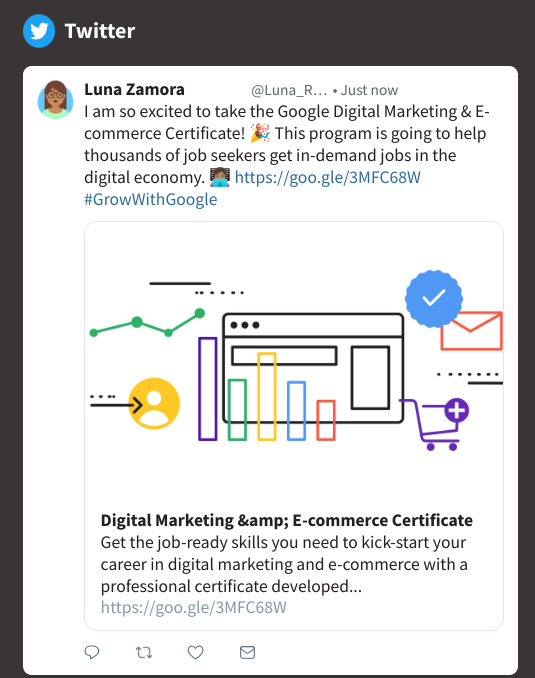 Twitter
Luna Zamora @Luna_R... • Just now
I am so excited to take the Google Digital Marketing & E-
commerce Certificate! 🎉 This program is going to help
thousands of job seekers get in-demand jobs in the
digital economy. 👩🏽‍💻 https://goo.gle/3MFC68W
#GrowWithGoogle
Digital Marketing &amp; E-commerce Certificate
Get the job-ready skills you need to kick-start your
career in digital marketing and e-commerce with a
professional certificate developed...
https://goo.gle/3MFC68W